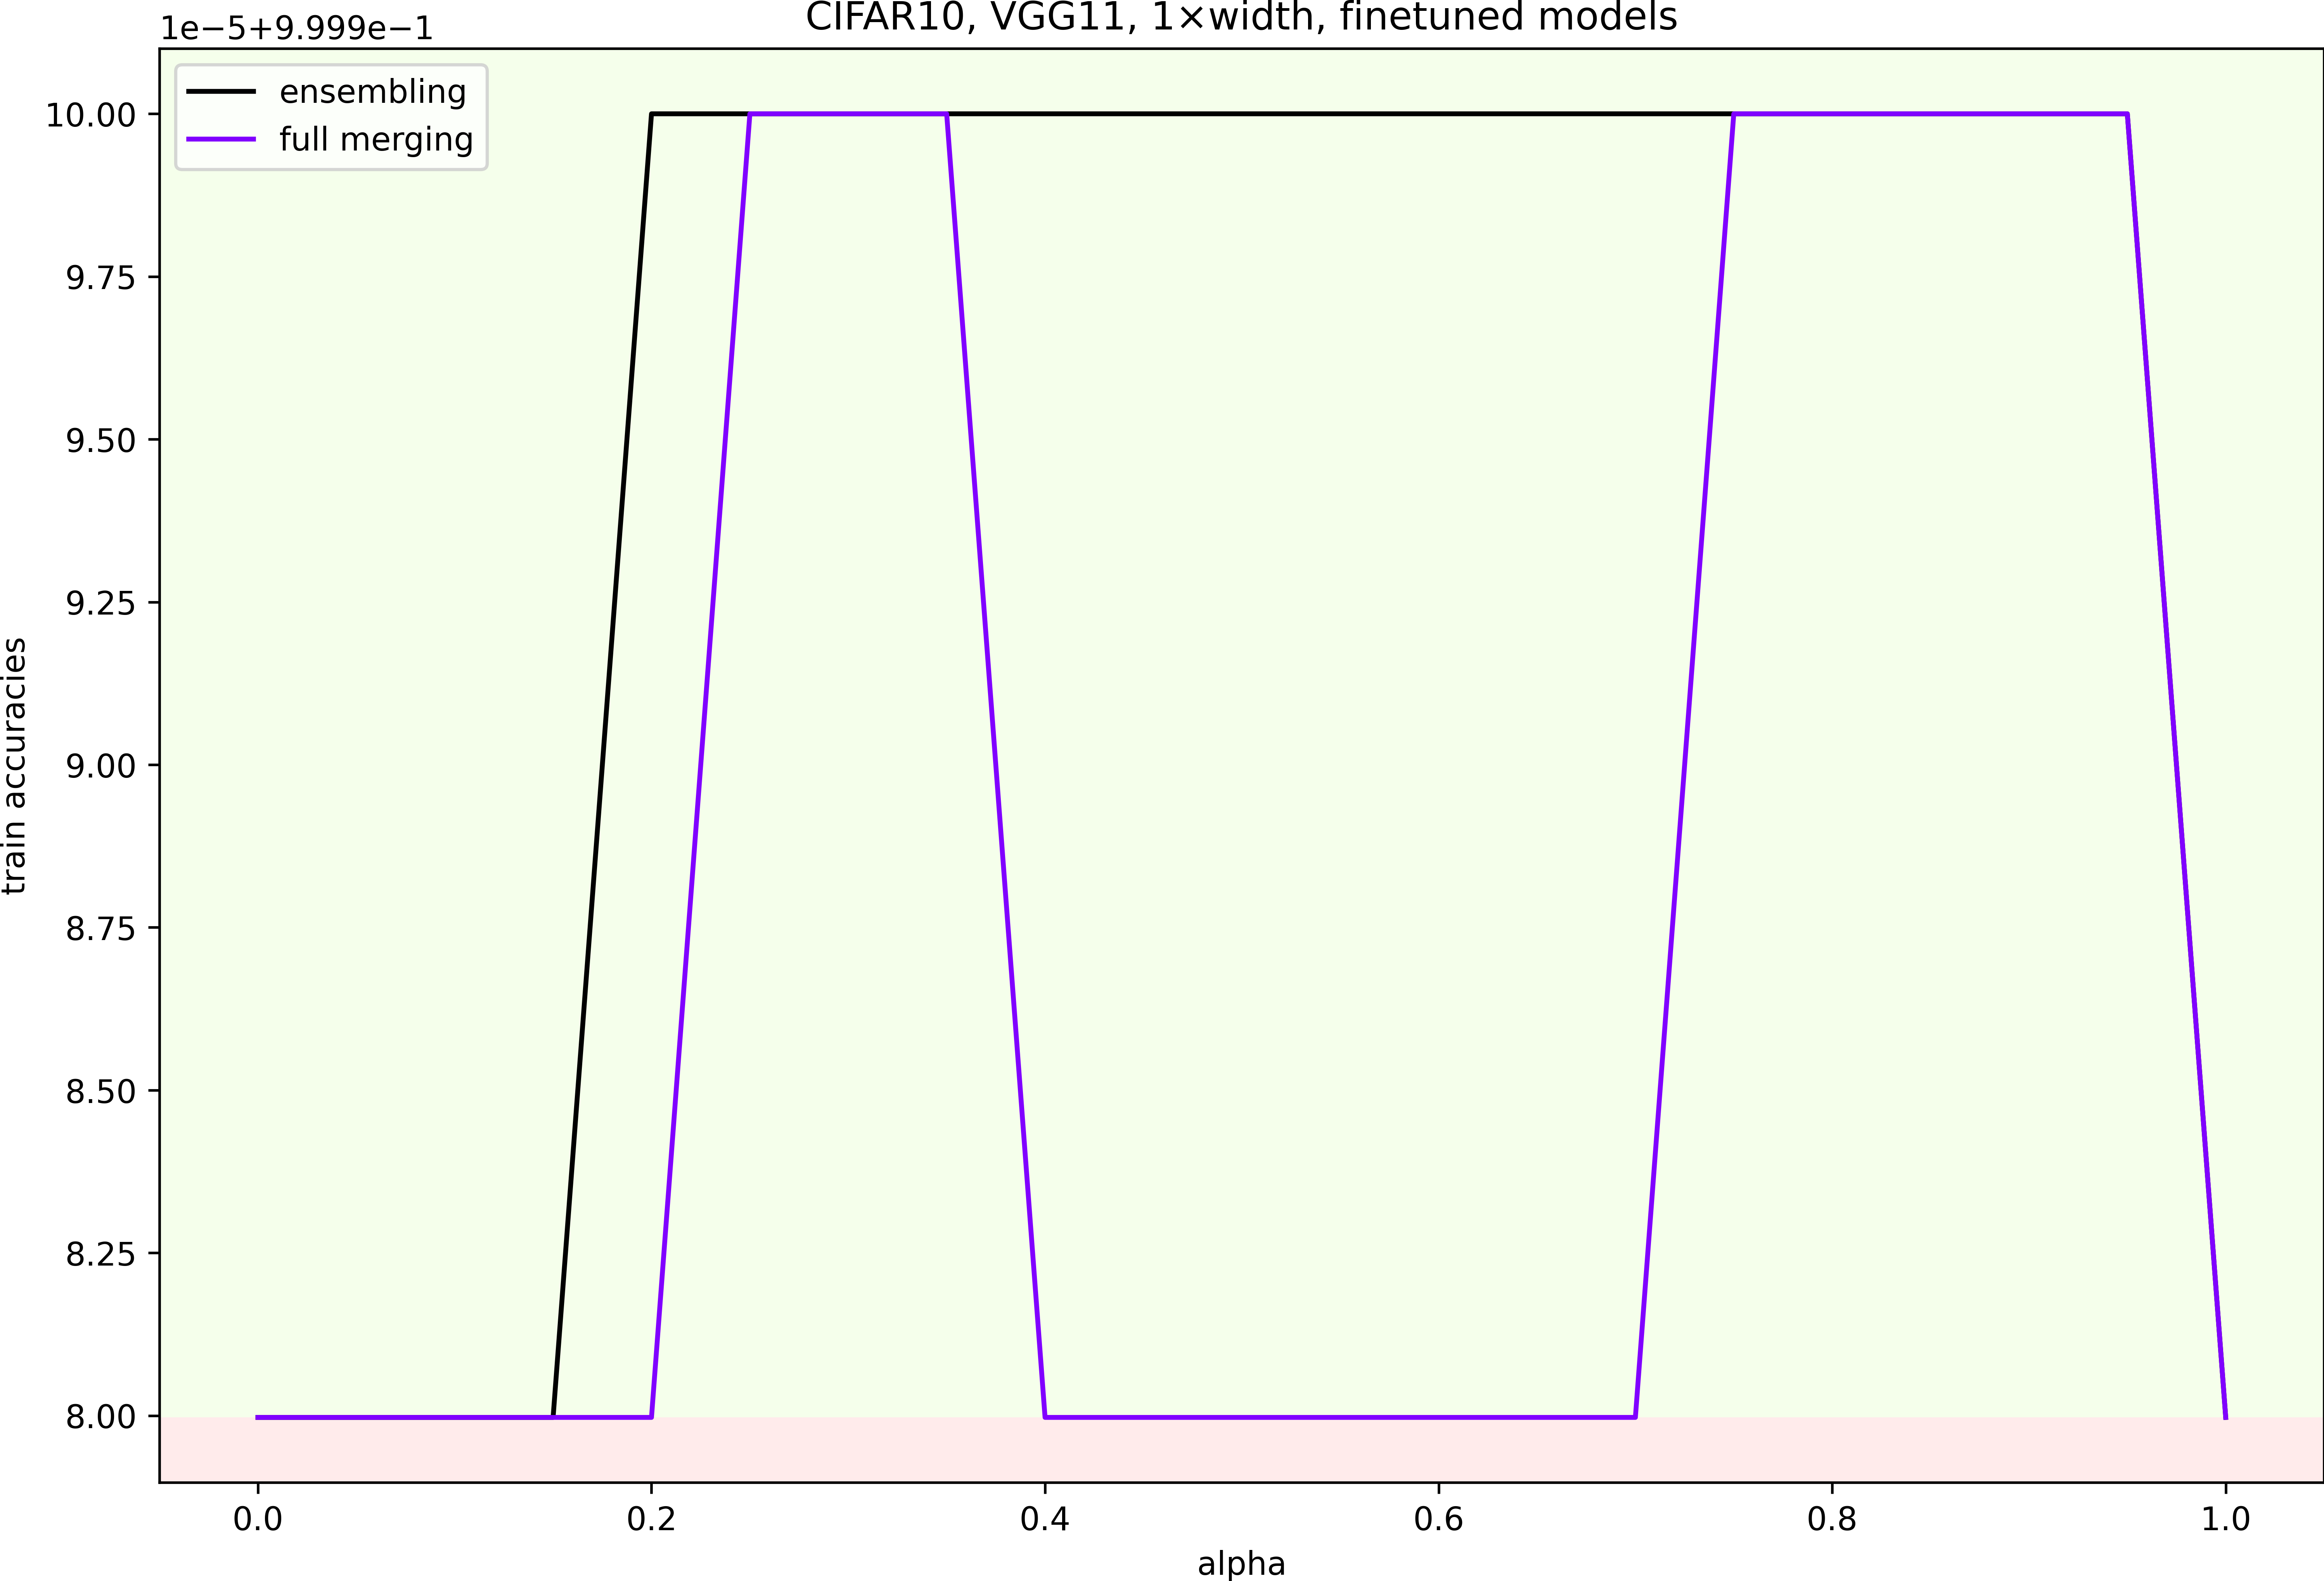 CIFAR10, VGG11, 1×width, finetuned models
1e−5+9.999e−1
ensembling
full merging
10.00
9.75
9.50
9.25
9.00
8.75
8.50
8.25
8.00
train accuracies
0.0 0.2 0.4 0.6 0.8 1.0
alpha